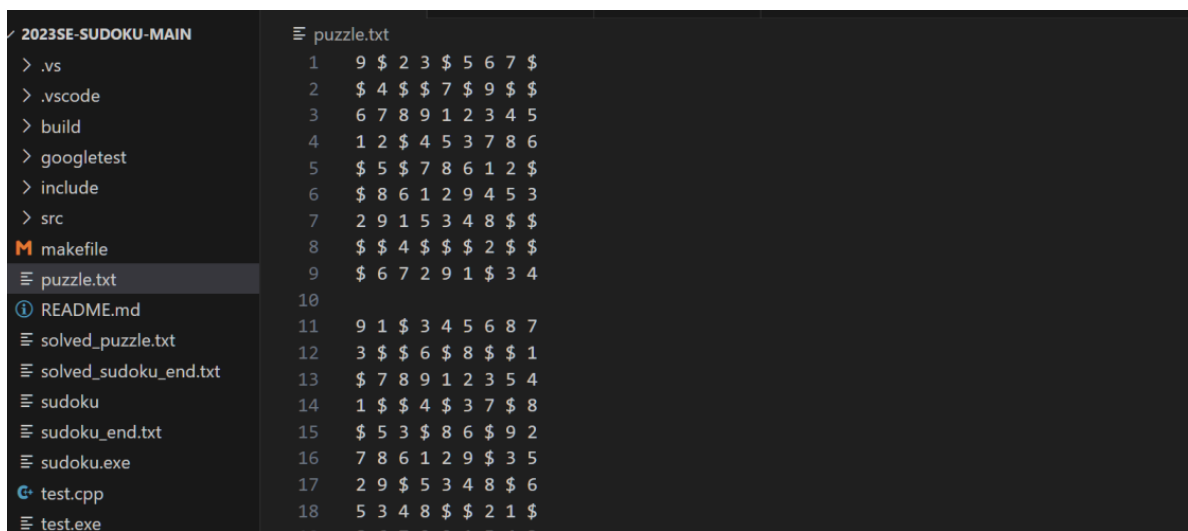 2023SE-SUDOKU-MAIN
.vs
.vscode
build
googletest
include
src
makefile
puzzle.txt
README.md
solved_puzzle.txt
solved_sudoku_end.txt
sudoku
sudoku_end.txt
sudoku.exe
test.cpp
test.exe
puzzle.txt
1 9 $ 2 3 $ 5 6 7 $
2 $ 4 $ $ 7 $ 9 $ $
3 6 7 8 9 1 2 3 4 5
4 1 2 $ 4 5 3 7 8 6
5 $ 5 $ 7 8 6 1 2 $
6 $ 8 6 1 2 9 4 5 3
7 2 9 1 5 3 4 8 $ $
8 $ $ 4 $ $ $ 2 $ $
9 $ 6 7 2 9 1 $ 3 4
10
11 9 1 $ 3 4 5 6 8 7
12 3 $ $ 6 $ 8 $ $ 1
13 $ 7 8 9 1 2 3 5 4
14 1 $ $ 4 $ 3 7 $ 8
15 $ 5 3 $ 8 6 $ 9 2
16 7 8 6 1 2 9 $ 3 5
17 2 9 $ 5 3 4 8 $ 6
18 5 3 4 8 $ $ 2 1 $